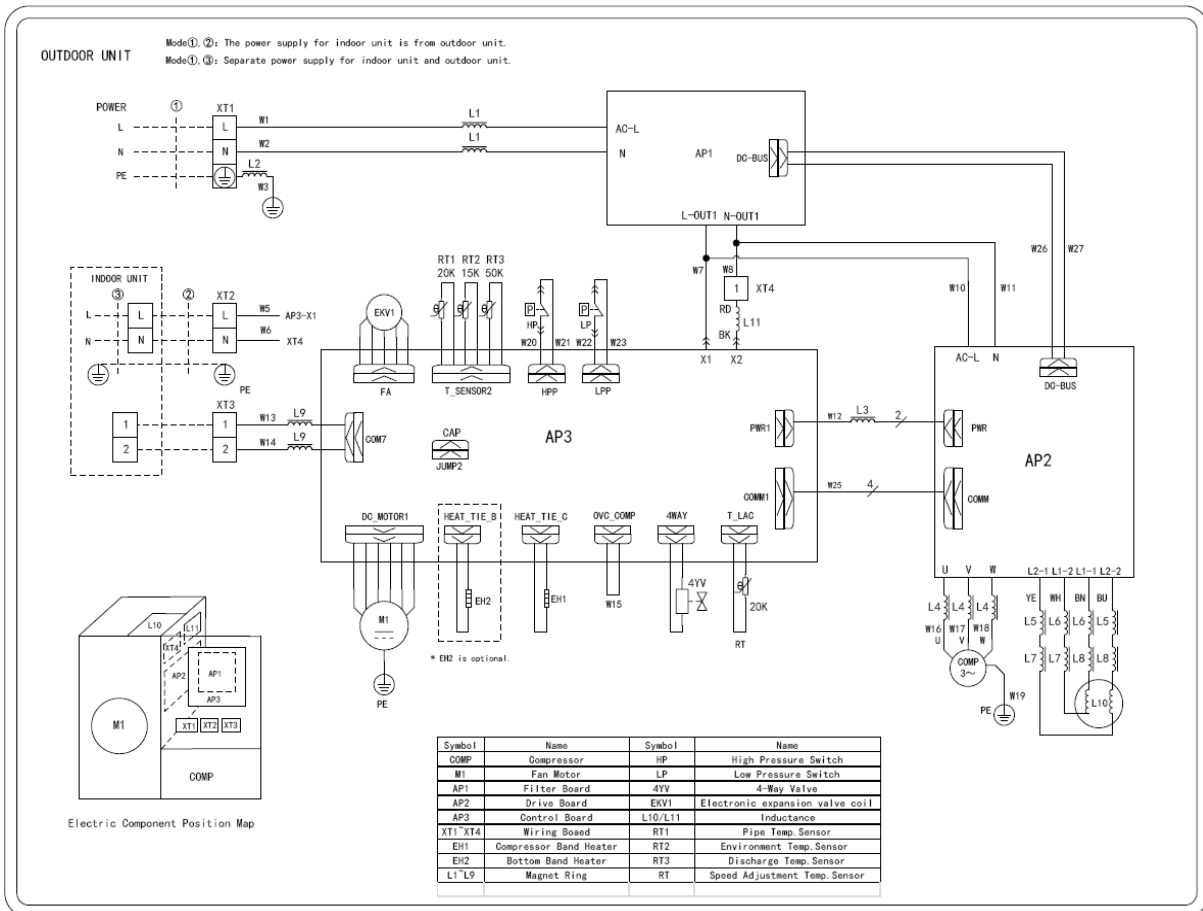 OUTDOOR UNIT
Mode①,②: The power supply for indoor unit is from outdoor unit.
Mode①,③: Separate power supply for indoor unit and outdoor unit.
POWER ① XT1
L L W1 L1 AC-L
N N W2 L1 N AP1 DC-BUS
PE L2
W3
L-OUT1 N-OUT1
W7 W8 W10 W11 W26 W27
1 XT4
RD L11
BK
X1 X2
INDOOR UNIT
③ ② XT2
L L L W5 AP3-X1
N N N W6 XT4
PE
XT3
1 1 W13 L9
2 2 W14 L9 COM7
EKV1
FA
RT1 RT2 RT3
20K 15K 50K
θ θ θ
T_SENSOR2
P HP
W20 W21
HPP
P LP
W22 W23
LPP
CAP
JUMP2
AP3
PWR1 W12 L3 2 PWR
COMM1 W25 4 COMM
AC-L N
DC-BUS
AP2
DC_MOTOR1 HEAT_TIE_B HEAT_TIE_C OVC_COMP 4WAY T_LAC
M1
PE
EH2
* EH2 is optional.
EH1
W15
4YV
θ
20K
RT
U V W L2-1 L1-2 L1-1 L2-2
YE WH BN BU
L4 L4 L4 L5 L6 L6 L5
W16 W17 W18
U V W L7 L7 L8 L8
COMP
3~
W19
PE
L10
L10 L11
XT4
AP2 AP1
AP3
M1 XT1 XT2 XT3
COMP
Electric Component Position Map
Symbol Name Symbol Name
COMP Compressor HP High Pressure Switch
M1 Fan Motor LP Low Pressure Switch
AP1 Filter Board 4YV 4-Way Valve
AP2 Drive Board EKV1 Electronic expansion valve coil
AP3 Control Board L10/L11 Inductance
XT1~XT4 Wiring Boaed RT1 Pipe Temp.Sensor
EH1 Compressor Band Heater RT2 Environment Temp.Sensor
EH2 Bottom Band Heater RT3 Discharge Temp.Sensor
L1~L9 Magnet Ring RT Speed Adjustment Temp.Sensor